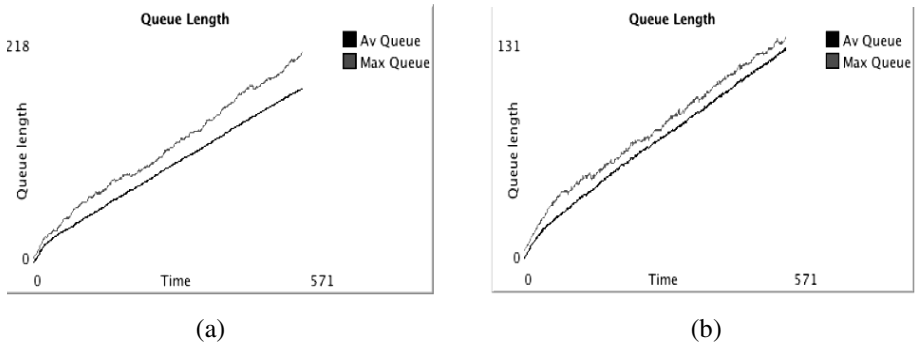 Queue Length
218
Av Queue
Max Queue
Queue length
0
0
Time
571
(a)
Queue Length
131
Av Queue
Max Queue
Queue length
0
0
Time
571
(b)